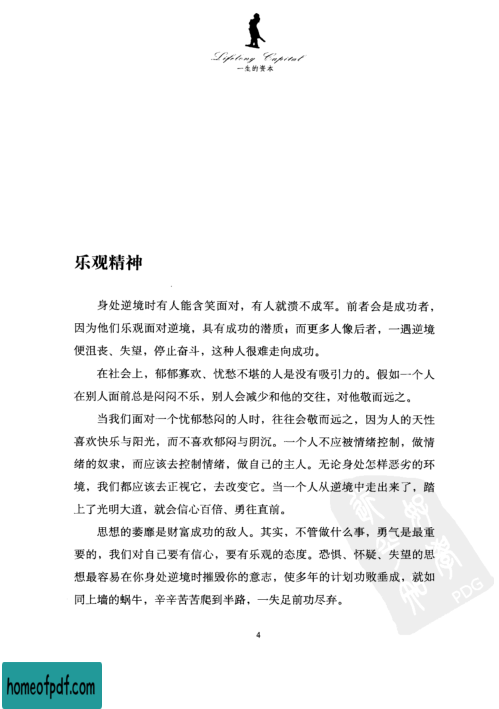 Lifelong Capital
一生的资本
乐观精神
身处逆境时有人能含笑面对，有人就溃不成军。前者会是成功者，
因为他们乐观面对逆境，具有成功的潜质；而更多人像后者，一遇逆境
便沮丧、失望，停止奋斗，这种人很难走向成功。
在社会上，郁郁寡欢、忧愁不堪的人是没有吸引力的。假如一个人
在别人面前总是闷闷不乐，别人会减少和他的交往，对他敬而远之。
当我们面对一个忧郁愁闷的人时，往往会敬而远之，因为人的天性
喜欢快乐与阳光，而不喜欢郁闷与阴沉。一个人不应被情绪控制，做情
绪的奴隶，而应该去控制情绪，做自己的主人。无论身处怎样恶劣的环
境，我们都应该去正视它，去改变它。当一个人从逆境中走出来了，踏
上了光明大道，就会信心百倍、勇往直前。
思想的萎靡是财富成功的敌人。其实，不管做什么事，勇气是最重
要的，我们对自己要有信心，要有乐观的态度。恐惧、怀疑、失望的思
想最容易在你身处逆境时摧毁你的意志，使多年的计划功败垂成，就如
同上墙的蜗牛，辛辛苦苦爬到半路，一失足前功尽弃。
PDG
4
homeofpdf.com